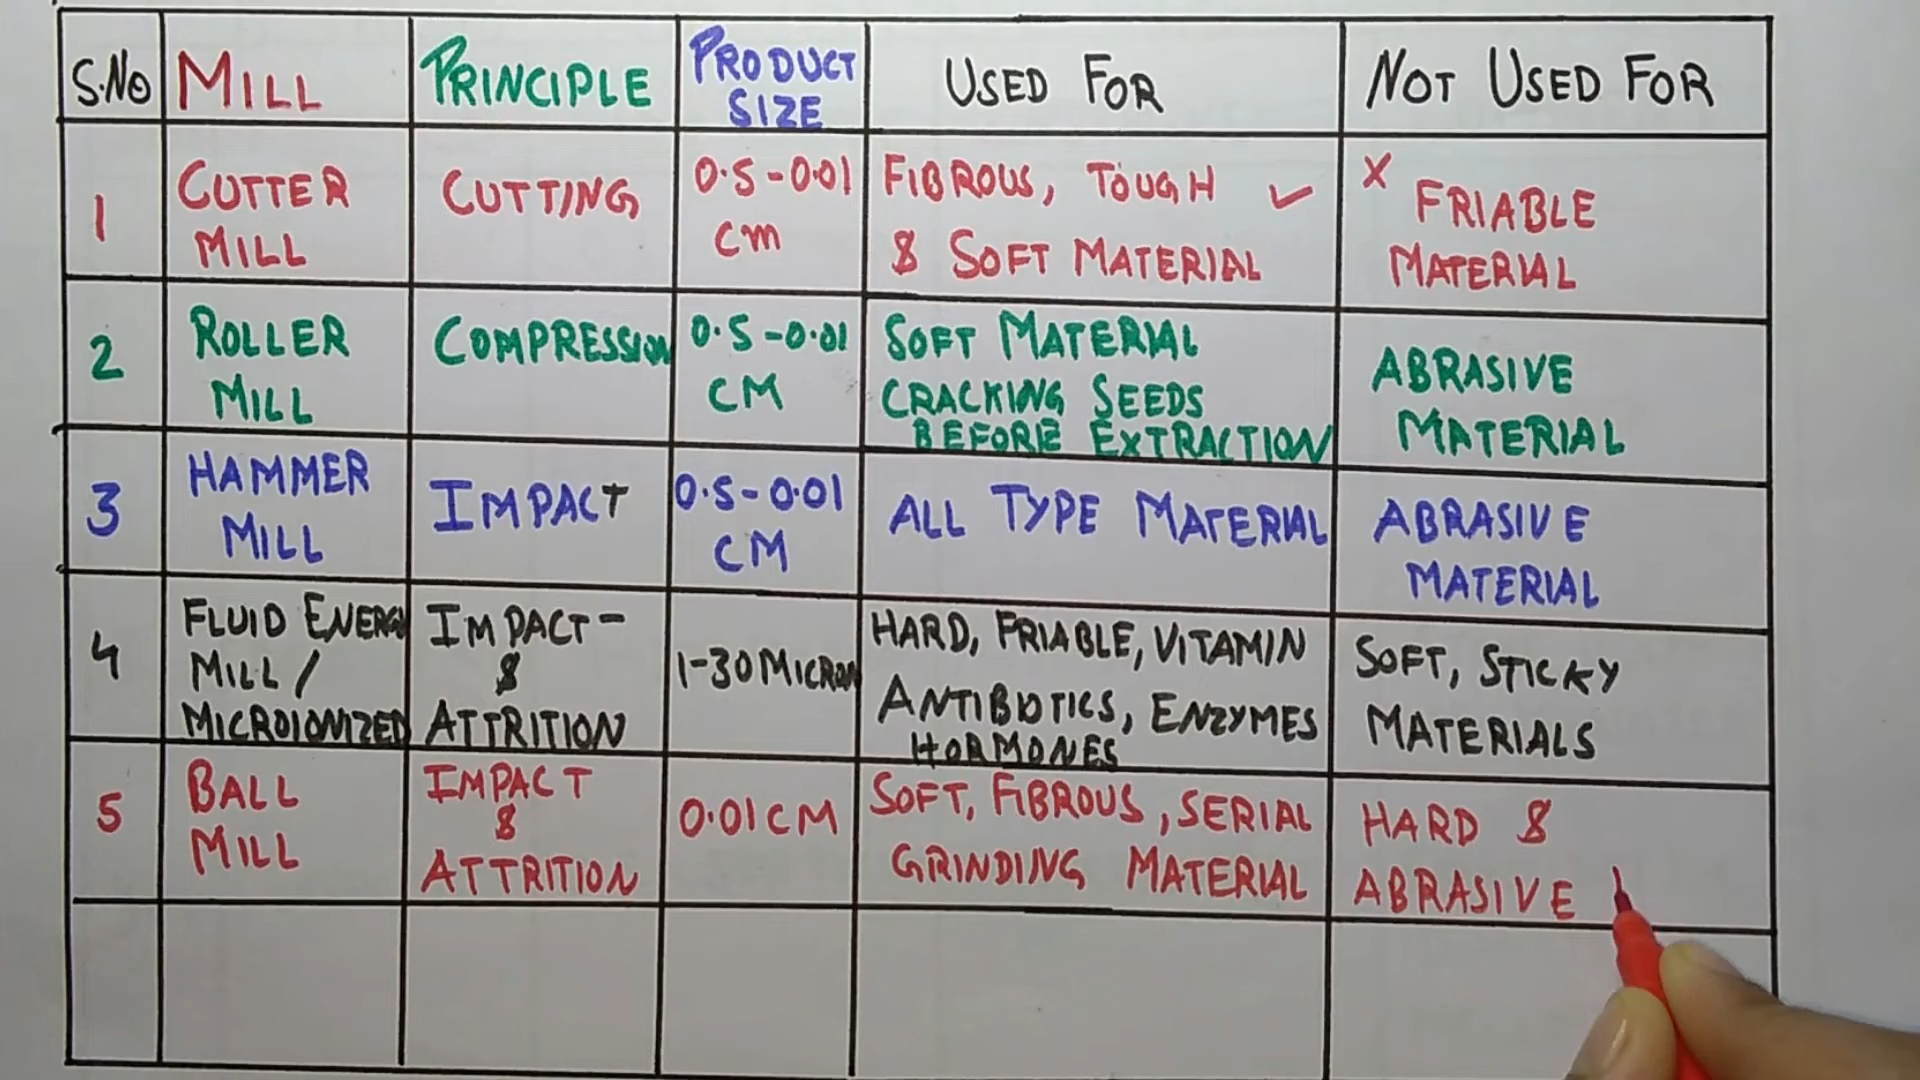 S.NO MILL PRINCIPLE PRODUCT SIZE USED FOR NOT USED FOR
1 CUTTER MILL CUTTING 0.5-0.01 cm FIBROUS, TOUGH ✓ & SOFT MATERIAL X FRIABLE MATERIAL
2 ROLLER MILL COMPRESSION 0.5-0.01 CM SOFT MATERIAL CRACKING SEEDS BEFORE EXTRACTION ABRASIVE MATERIAL
3 HAMMER MILL IMPACT 0.5-0.01 CM ALL TYPE MATERIAL ABRASIVE MATERIAL
4 FLUID ENERGY MILL / MICROIONIZED IMPACT- & ATTRITION 1-30 MICRON HARD, FRIABLE, VITAMIN ANTIBIOTICS, ENZYMES HORMONES SOFT, STICKY MATERIALS
5 BALL MILL IMPACT & ATTRITION 0.01CM SOFT, FIBROUS, SERIAL GRINDING MATERIAL HARD & ABRASIVE